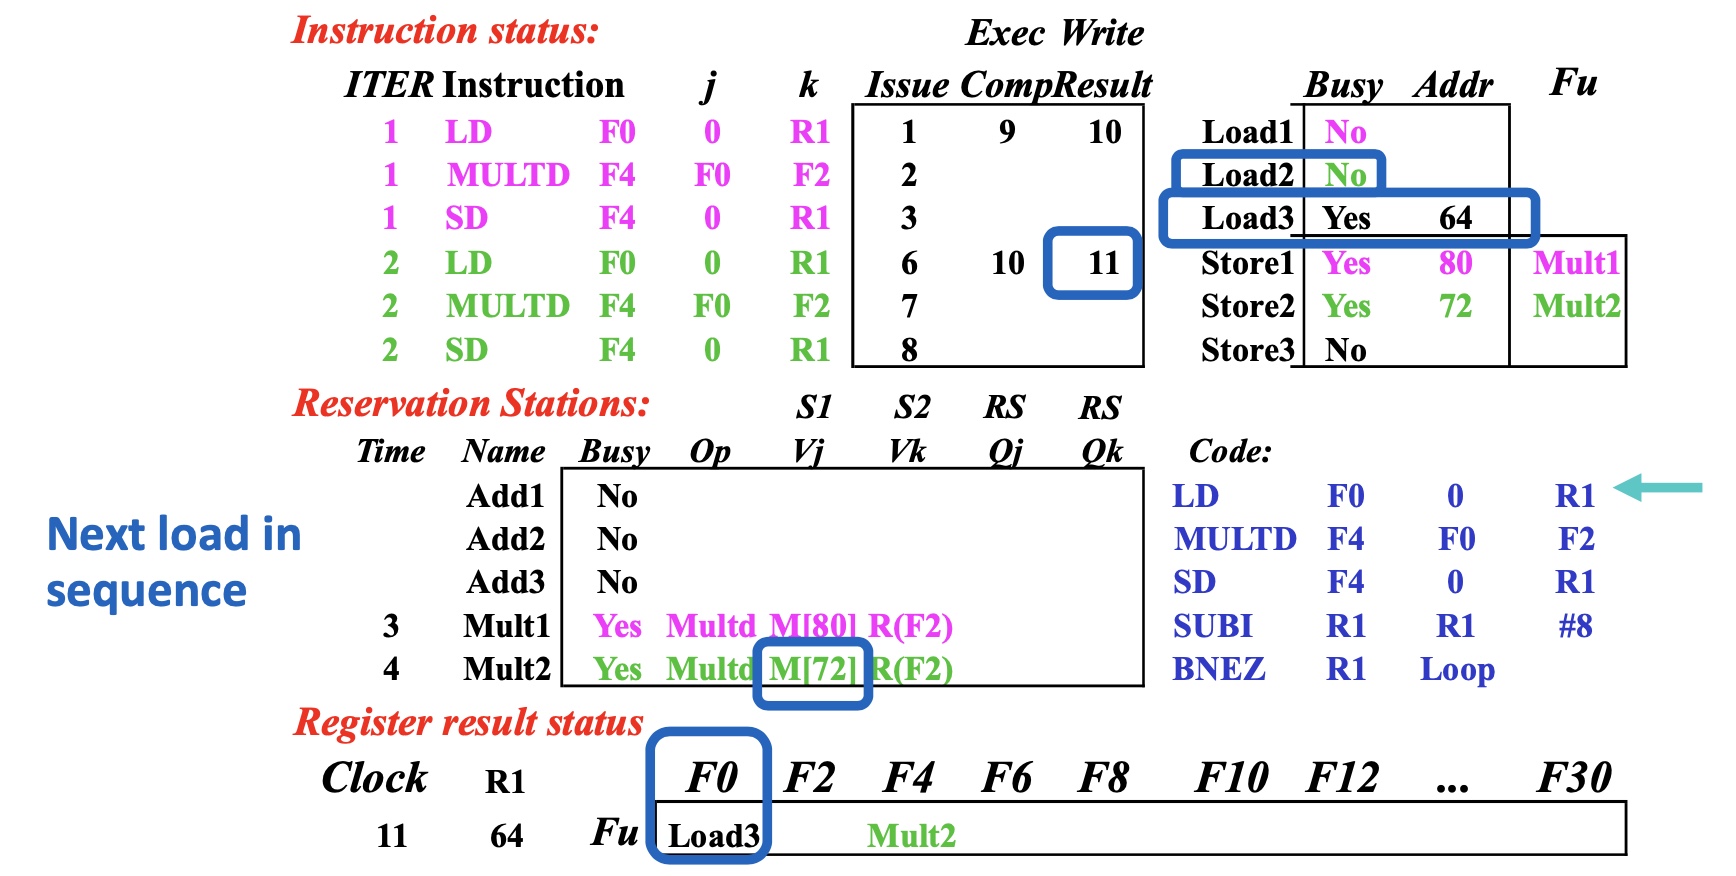 Instruction status: Exec Write
ITER Instruction j k Issue Comp Result Busy Addr Fu
1 LD F0 0 R1 1 9 10 Load1 No
1 MULTD F4 F0 F2 2 Load2 No
1 SD F4 0 R1 3 Load3 Yes 64
2 LD F0 0 R1 6 10 11 Store1 Yes 80 Mult1
2 MULTD F4 F0 F2 7 Store2 Yes 72 Mult2
2 SD F4 0 R1 8 Store3 No
Reservation Stations: S1 S2 RS RS
Time Name Busy Op Vj Vk Qj Qk Code:
Add1 No LD F0 0 R1
Next load in
sequence
Add2 No MULTD F4 F0 F2
Add3 No SD F4 0 R1
3 Mult1 Yes Multd M[80] R(F2) SUBI R1 R1 #8
4 Mult2 Yes Multd M[72] R(F2) BNEZ R1 Loop
Register result status
Clock R1 F0 F2 F4 F6 F8 F10 F12 ... F30
11 64 Fu Load3 Mult2